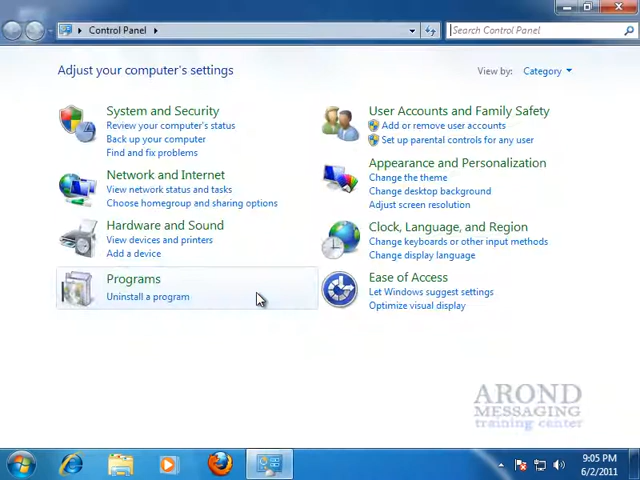 Control Panel
Search Control Panel
Adjust your computer's settings
View by: Category
System and Security
Review your computer's status
Back up your computer
Find and fix problems
Network and Internet
View network status and tasks
Choose homegroup and sharing options
Hardware and Sound
View devices and printers
Add a device
Programs
Uninstall a program
User Accounts and Family Safety
Add or remove user accounts
Set up parental controls for any user
Appearance and Personalization
Change the theme
Change desktop background
Adjust screen resolution
Clock, Language, and Region
Change keyboards or other input methods
Change display language
Ease of Access
Let Windows suggest settings
Optimize visual display
AROND
MESSAGING
training center
9:05 PM
6/2/2011